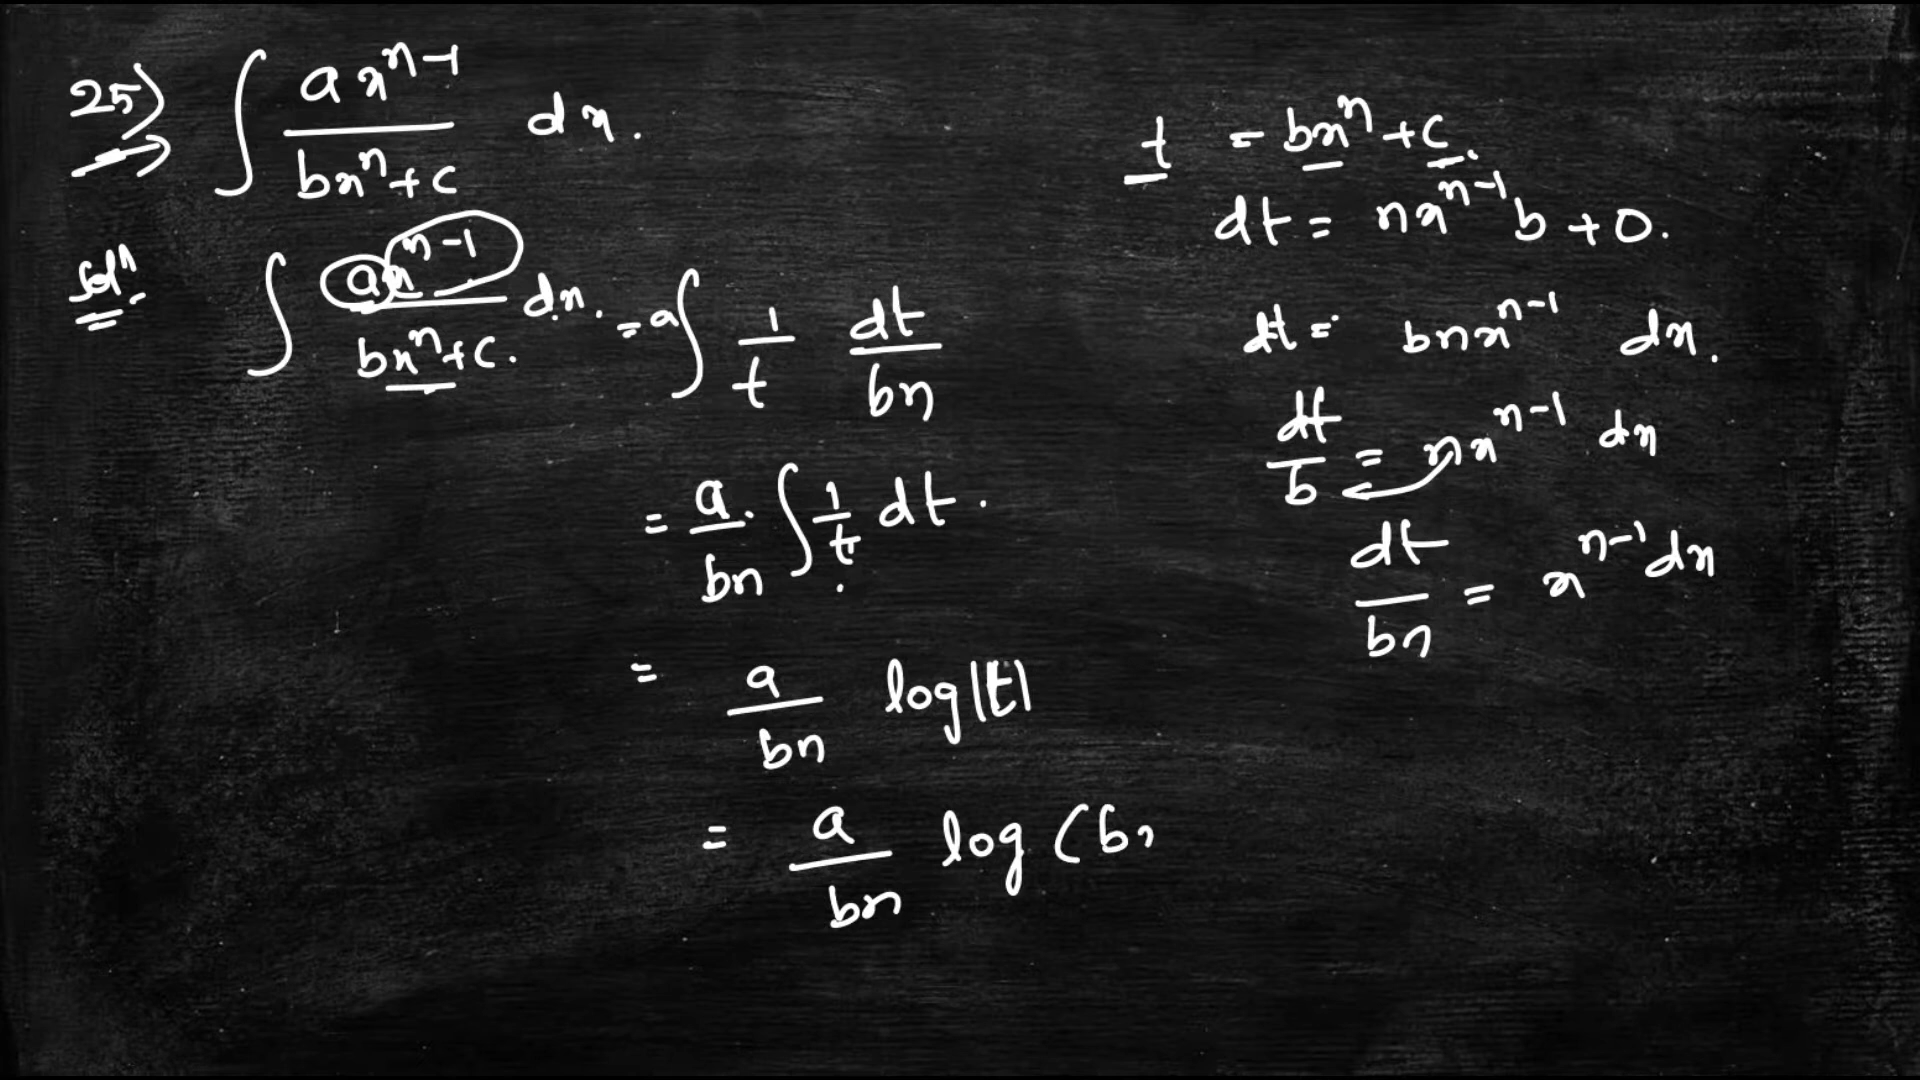 25) ∫ ax^(n-1) / (bx^n + c) dx.
Sol^n ∫ ax^(n-1) / (bx^n + c). dx. = a ∫ 1/t dt/bn
= a/bn . ∫ 1/t dt .
= a/bn log|t|
= a/bn log (b
t = bx^n + c.
dt = nx^(n-1) b + 0.
dt = bnx^(n-1) dx.
dt/b = nx^(n-1) dx
dt/bn = x^(n-1) dx